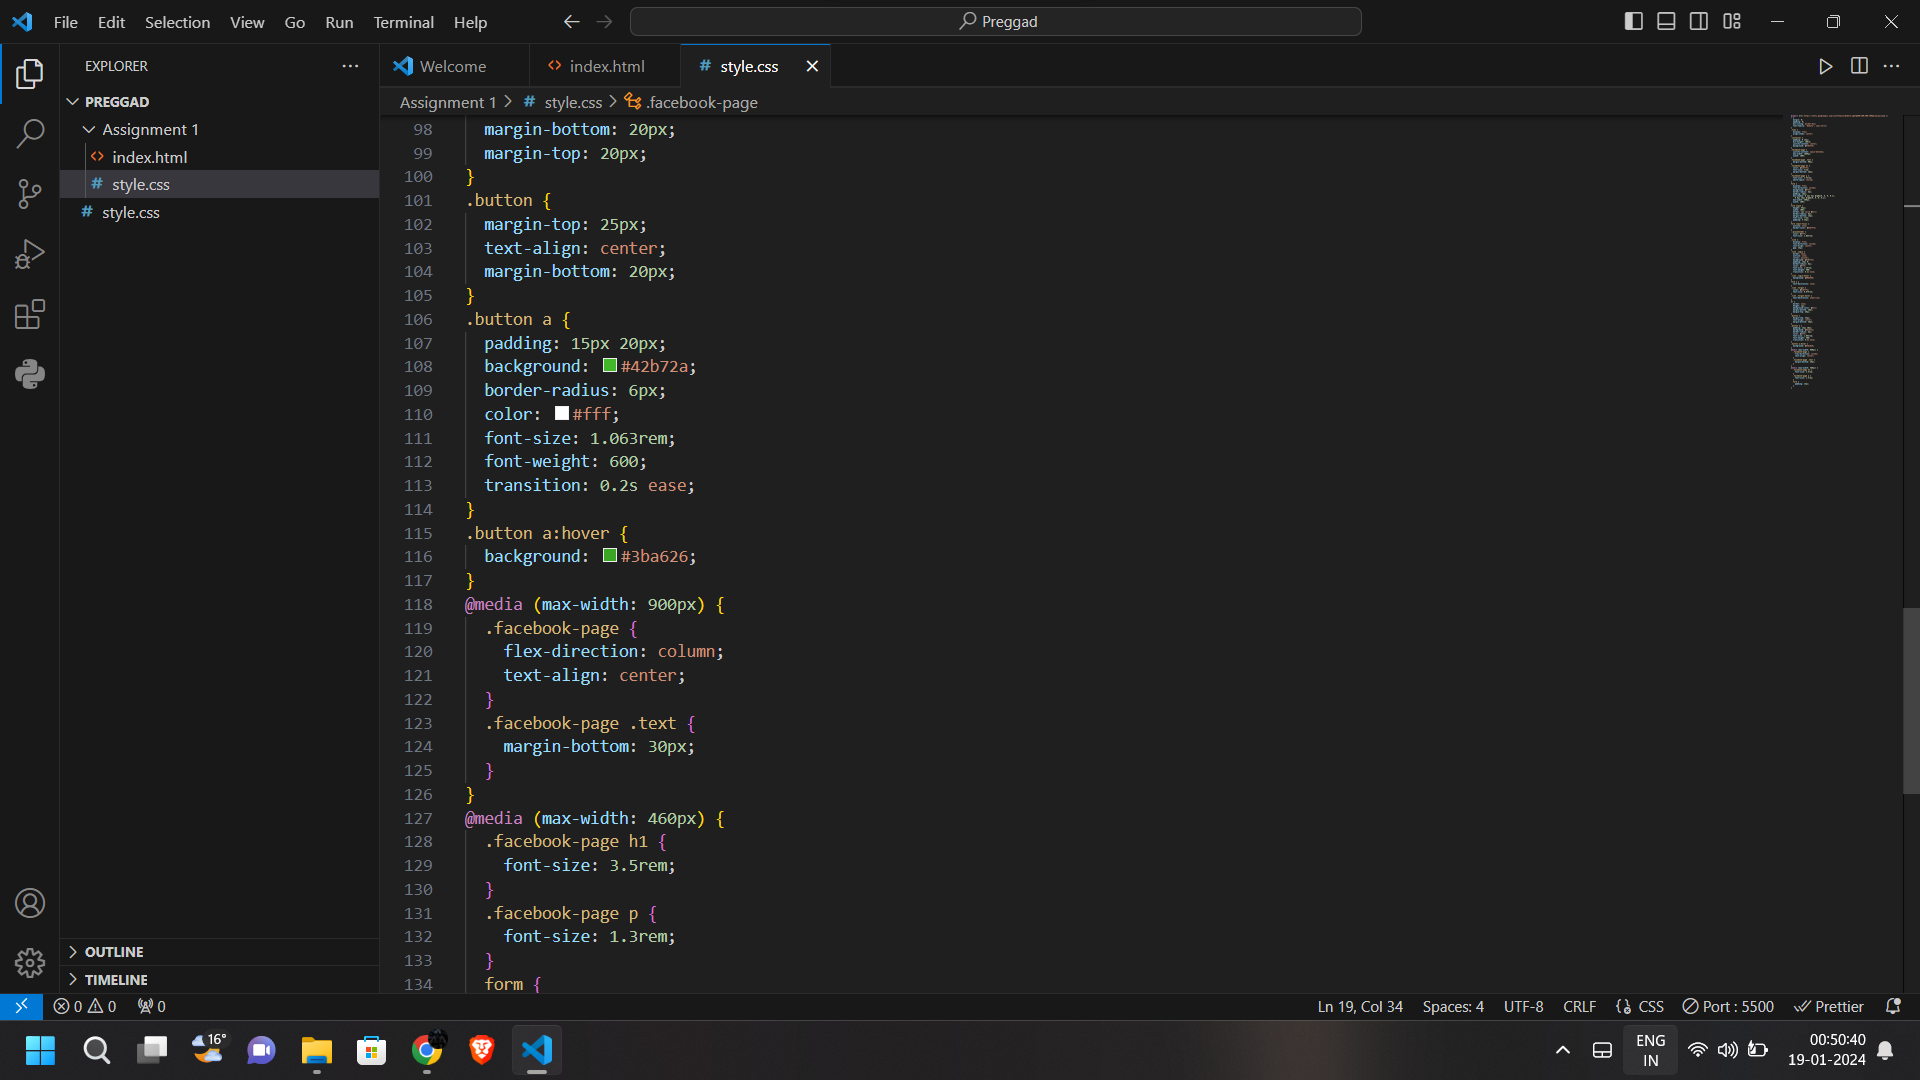 File Edit Selection View Go Run Terminal Help
Preggad
EXPLORER
PREGGAD
Assignment 1
index.html
style.css
style.css
OUTLINE
TIMELINE
Welcome
index.html
# style.css
Assignment 1 > # style.css > .facebook-page
98 margin-bottom: 20px;
99 margin-top: 20px;
100 }
101 .button {
102 margin-top: 25px;
103 text-align: center;
104 margin-bottom: 20px;
105 }
106 .button a {
107 padding: 15px 20px;
108 background: #42b72a;
109 border-radius: 6px;
110 color: #fff;
111 font-size: 1.063rem;
112 font-weight: 600;
113 transition: 0.2s ease;
114 }
115 .button a:hover {
116 background: #3ba626;
117 }
118 @media (max-width: 900px) {
119 .facebook-page {
120 flex-direction: column;
121 text-align: center;
122 }
123 .facebook-page .text {
124 margin-bottom: 30px;
125 }
126 }
127 @media (max-width: 460px) {
128 .facebook-page h1 {
129 font-size: 3.5rem;
130 }
131 .facebook-page p {
132 font-size: 1.3rem;
133 }
134 form {
0 0 0
Ln 19, Col 34 Spaces: 4 UTF-8 CRLF CSS Port : 5500 Prettier
16°
ENG
IN
00:50:40
19-01-2024